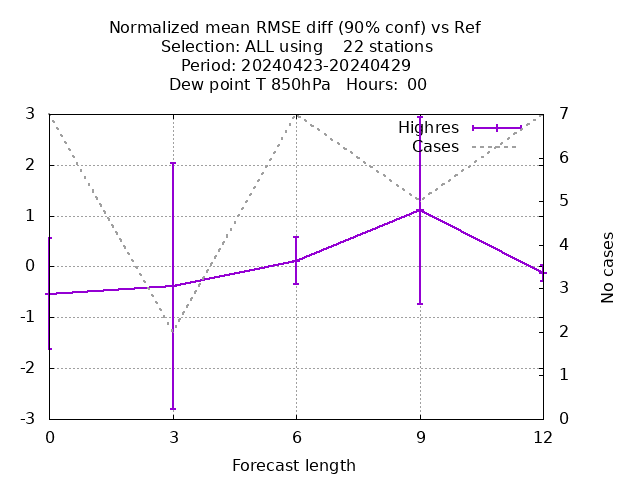 Normalized mean RMSE diff (90% conf) vs Ref
Selection: ALL using 22 stations
Period: 20240423-20240429
Dew point T 850hPa Hours: 00
Highres
Cases
3
2
1
0
-1
-2
-3
7
6
5
4
3
2
1
0
No cases
0 3 6 9 12
Forecast length